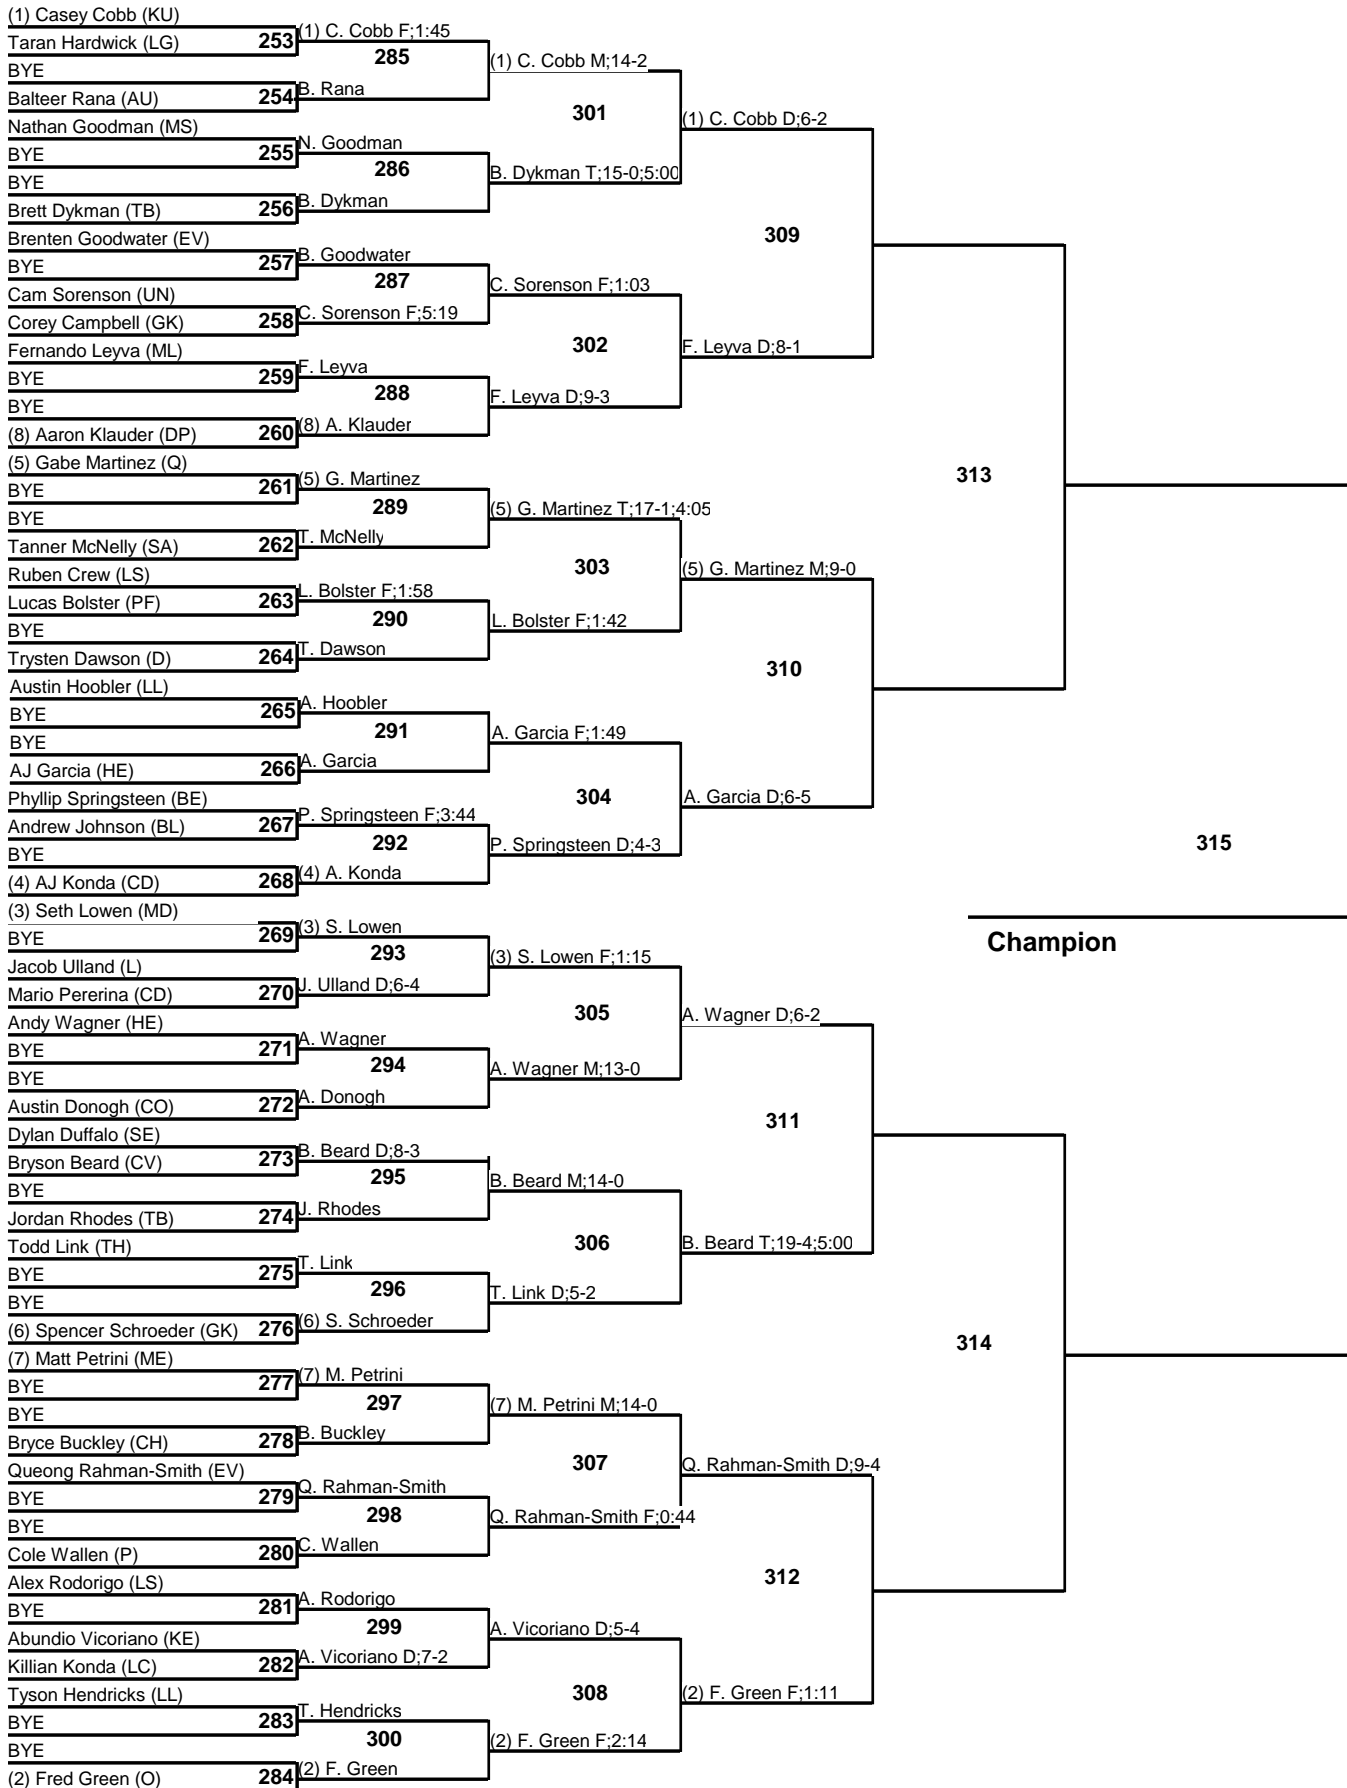 (1) Casey Cobb (KU)
Taran Hardwick (LG) 253 (1) C. Cobb F;1:45
285 (1) C. Cobb M;14-2
BYE
Balteer Rana (AU) 254 B. Rana
301 (1) C. Cobb D;6-2
Nathan Goodman (MS)
BYE 255 N. Goodman
286 B. Dykman T;15-0;5:00
BYE
Brett Dykman (TB) 256 B. Dykman
309
Brenten Goodwater (EV)
BYE 257 B. Goodwater
287 C. Sorenson F;1:03
Cam Sorenson (UN)
Corey Campbell (GK) 258 C. Sorenson F;5:19
302 F. Leyva D;8-1
Fernando Leyva (ML)
BYE 259 F. Leyva
288 F. Leyva D;9-3
BYE
(8) Aaron Klauder (DP) 260 (8) A. Klauder
313
(5) Gabe Martinez (Q)
BYE 261 (5) G. Martinez
289 (5) G. Martinez T;17-1;4:05
BYE
Tanner McNelly (SA) 262 T. McNelly
303 (5) G. Martinez M;9-0
Ruben Crew (LS)
Lucas Bolster (PF) 263 L. Bolster F;1:58
290 L. Bolster F;1:42
BYE
Trysten Dawson (D) 264 T. Dawson
310
Austin Hoobler (LL)
BYE 265 A. Hoobler
291 A. Garcia F;1:49
BYE
AJ Garcia (HE) 266 A. Garcia
304 A. Garcia D;6-5
Phyllip Springsteen (BE)
Andrew Johnson (BL) 267 P. Springsteen F;3:44
292 P. Springsteen D;4-3
315
BYE
(4) AJ Konda (CD) 268 (4) A. Konda
(3) Seth Lowen (MD)
BYE 269 (3) S. Lowen
Champion
293 (3) S. Lowen F;1:15
Jacob Ulland (L)
Mario Pererina (CD) 270 J. Ulland D;6-4
305 A. Wagner D;6-2
Andy Wagner (HE)
BYE 271 A. Wagner
294 A. Wagner M;13-0
BYE
Austin Donogh (CO) 272 A. Donogh
311
Dylan Duffalo (SE)
Bryson Beard (CV) 273 B. Beard D;8-3
295 B. Beard M;14-0
BYE
Jordan Rhodes (TB) 274 J. Rhodes
306 B. Beard T;19-4;5:00
Todd Link (TH)
BYE 275 T. Link
296 T. Link D;5-2
BYE
(6) Spencer Schroeder (GK) 276 (6) S. Schroeder
314
(7) Matt Petrini (ME)
BYE 277 (7) M. Petrini
297 (7) M. Petrini M;14-0
BYE
Bryce Buckley (CH) 278 B. Buckley
307 Q. Rahman-Smith D;9-4
Queong Rahman-Smith (EV)
BYE 279 Q. Rahman-Smith
298 Q. Rahman-Smith F;0:44
BYE
Cole Wallen (P) 280 C. Wallen
312
Alex Rodorigo (LS)
BYE 281 A. Rodorigo
299 A. Vicoriano D;5-4
Abundio Vicoriano (KE)
Killian Konda (LC) 282 A. Vicoriano D;7-2
308 (2) F. Green F;1:11
Tyson Hendricks (LL)
BYE 283 T. Hendricks
300 (2) F. Green F;2:14
BYE
(2) Fred Green (O) 284 (2) F. Green